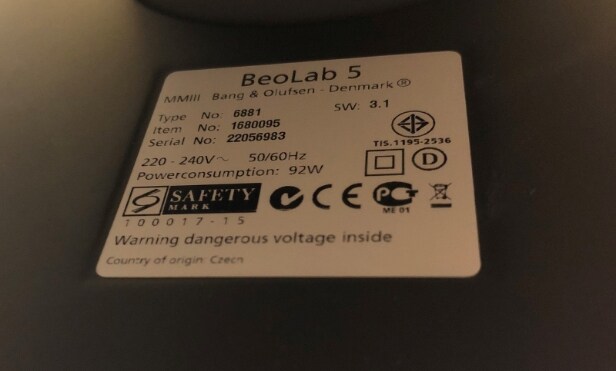 BeoLab 5
MMIII Bang & Olufsen - Denmark ®
Type No: 6881 SW: 3.1
Item No: 1680095
Serial No: 22056983
TIS.1195-2536
220 - 240V~ 50/60Hz
D
Powerconsumption: 92W
S SAFETY MARK
CE PCT
ME 01
100017-15
Warning dangerous voltage inside
Country of origin: Czech